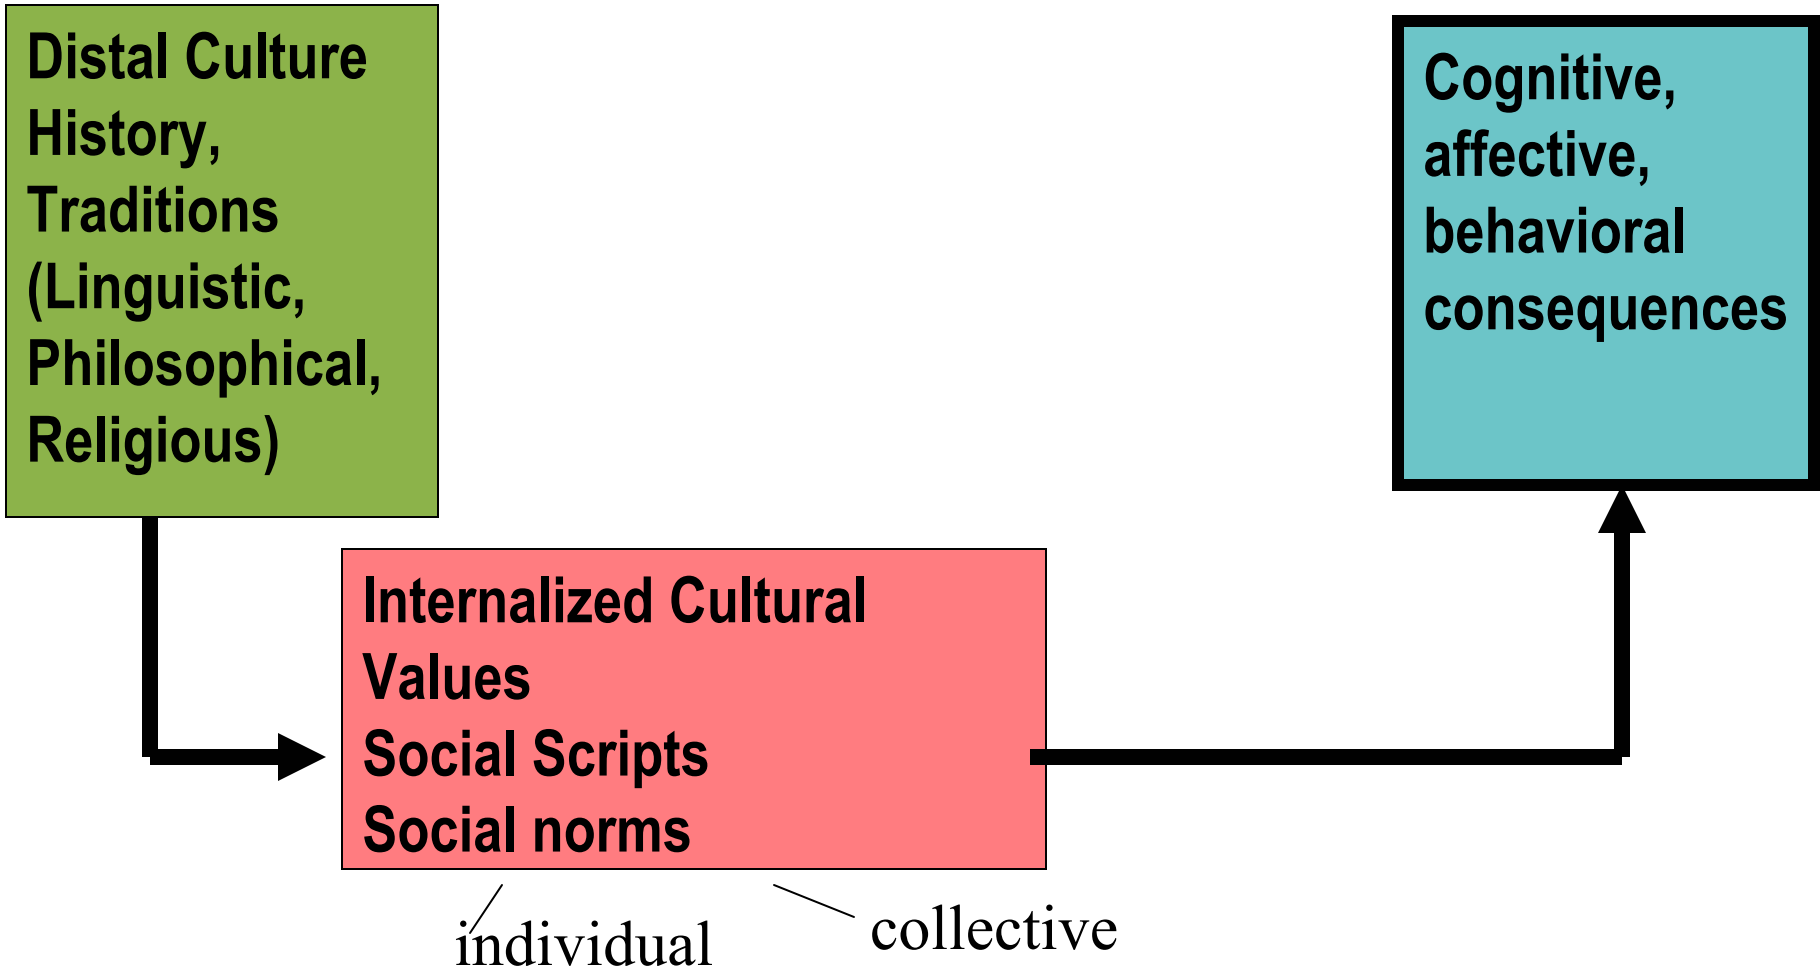 Distal Culture
History,
Traditions
(Linguistic,
Philosophical,
Religious)
Cognitive,
affective,
behavioral
consequences
Internalized Cultural
Values
Social Scripts
Social norms
individual
collective